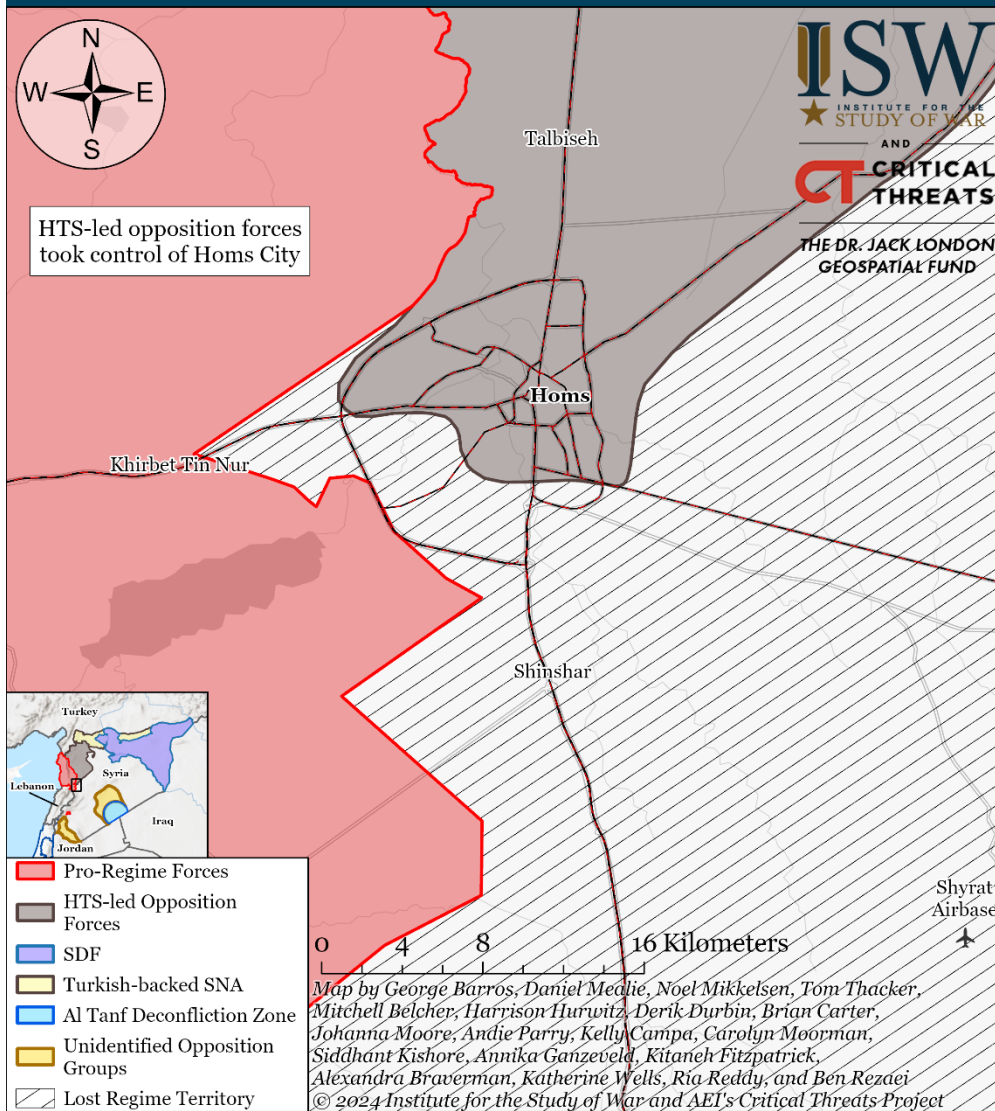 N
W E
S
ISW
INSTITUTE FOR THE
STUDY OF WAR
AND
CT CRITICAL
THREATS
THE DR. JACK LONDON
GEOSPATIAL FUND
Talbiseh
HTS-led opposition forces
took control of Homs City
Homs
Khirbet Tin Nur
Shinshar
Shyrat
Airbase
Turkey
Syria
Lebanon
Iraq
Jordan
Pro-Regime Forces
HTS-led Opposition
Forces
SDF
Turkish-backed SNA
Al Tanf Deconfliction Zone
Unidentified Opposition
Groups
Lost Regime Territory
0 4 8 16 Kilometers
Map by George Barros, Daniel Mealie, Noel Mikkelsen, Tom Thacker,
Mitchell Belcher, Harrison Hurwitz, Derik Durbin, Brian Carter,
Johanna Moore, Andie Parry, Kelly Campa, Carolyn Moorman,
Siddhant Kishore, Annika Ganzeveld, Kitaneh Fitzpatrick,
Alexandra Braverman, Katherine Wells, Ria Reddy, and Ben Rezaei
© 2024 Institute for the Study of War and AEI's Critical Threats Project